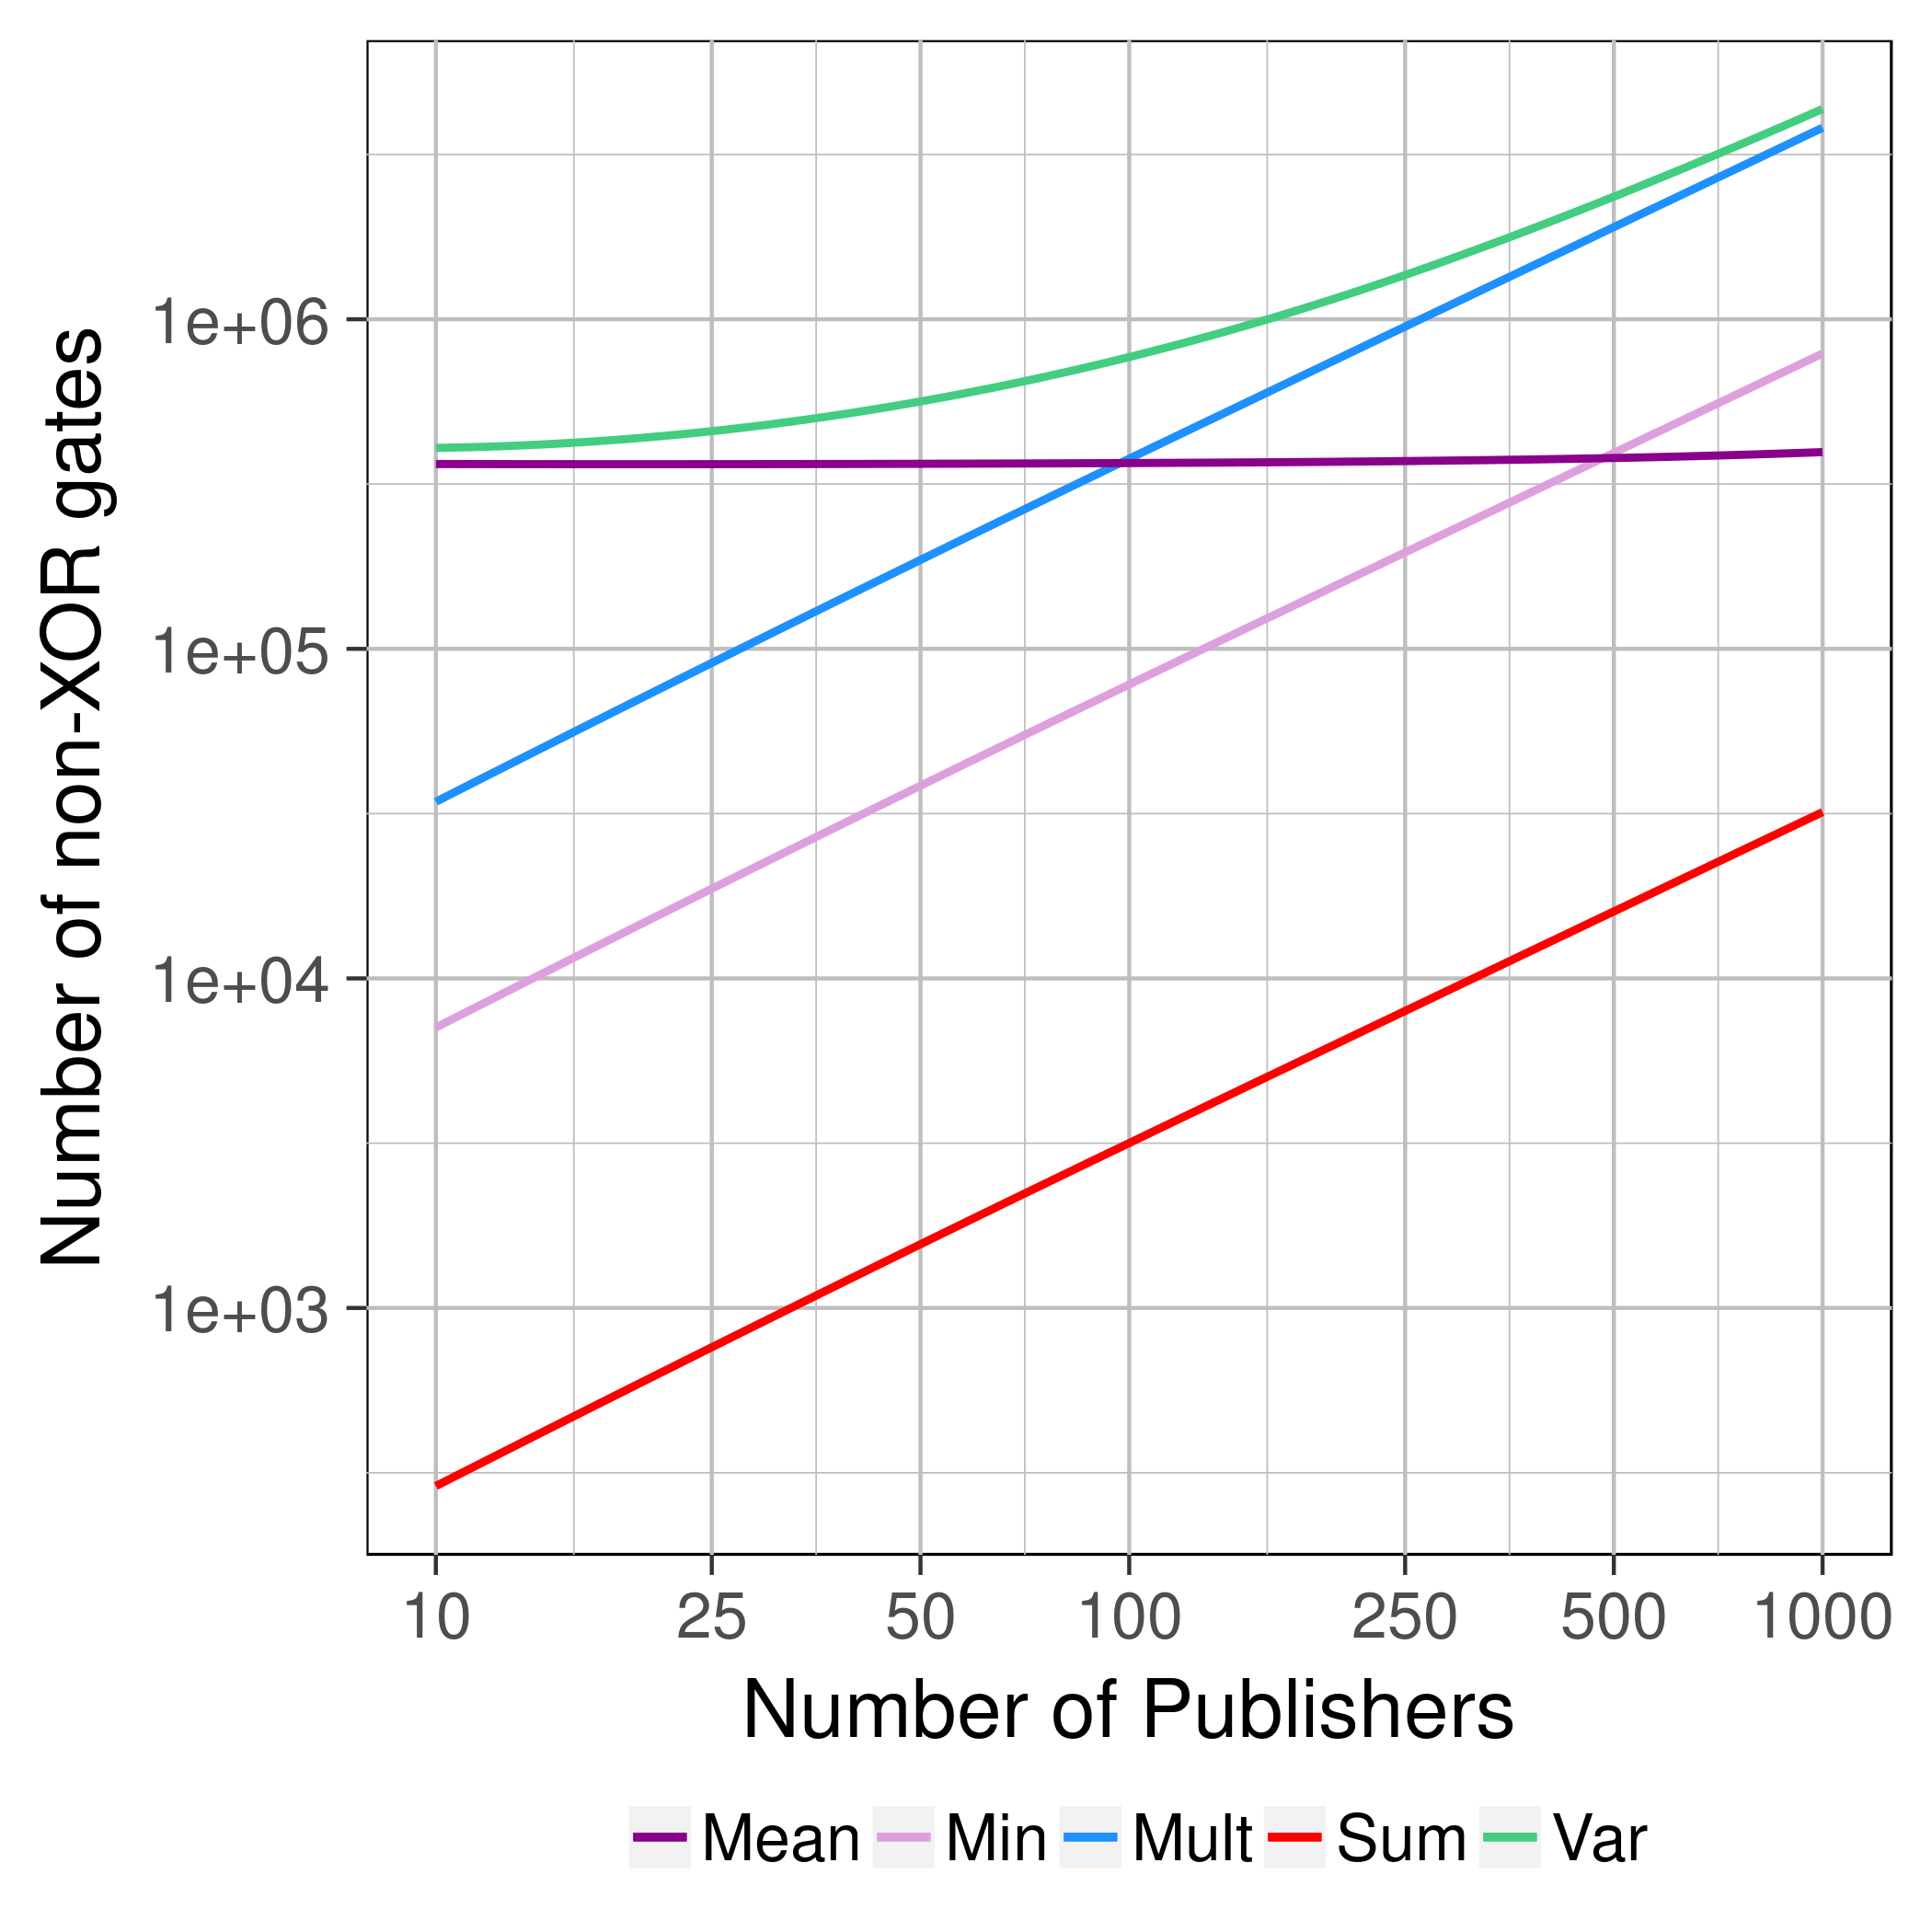 Number of non-XOR gates
1e+06
1e+05
1e+04
1e+03
10 25 50 100 250 500 1000
Number of Publishers
Mean Min Mult Sum Var